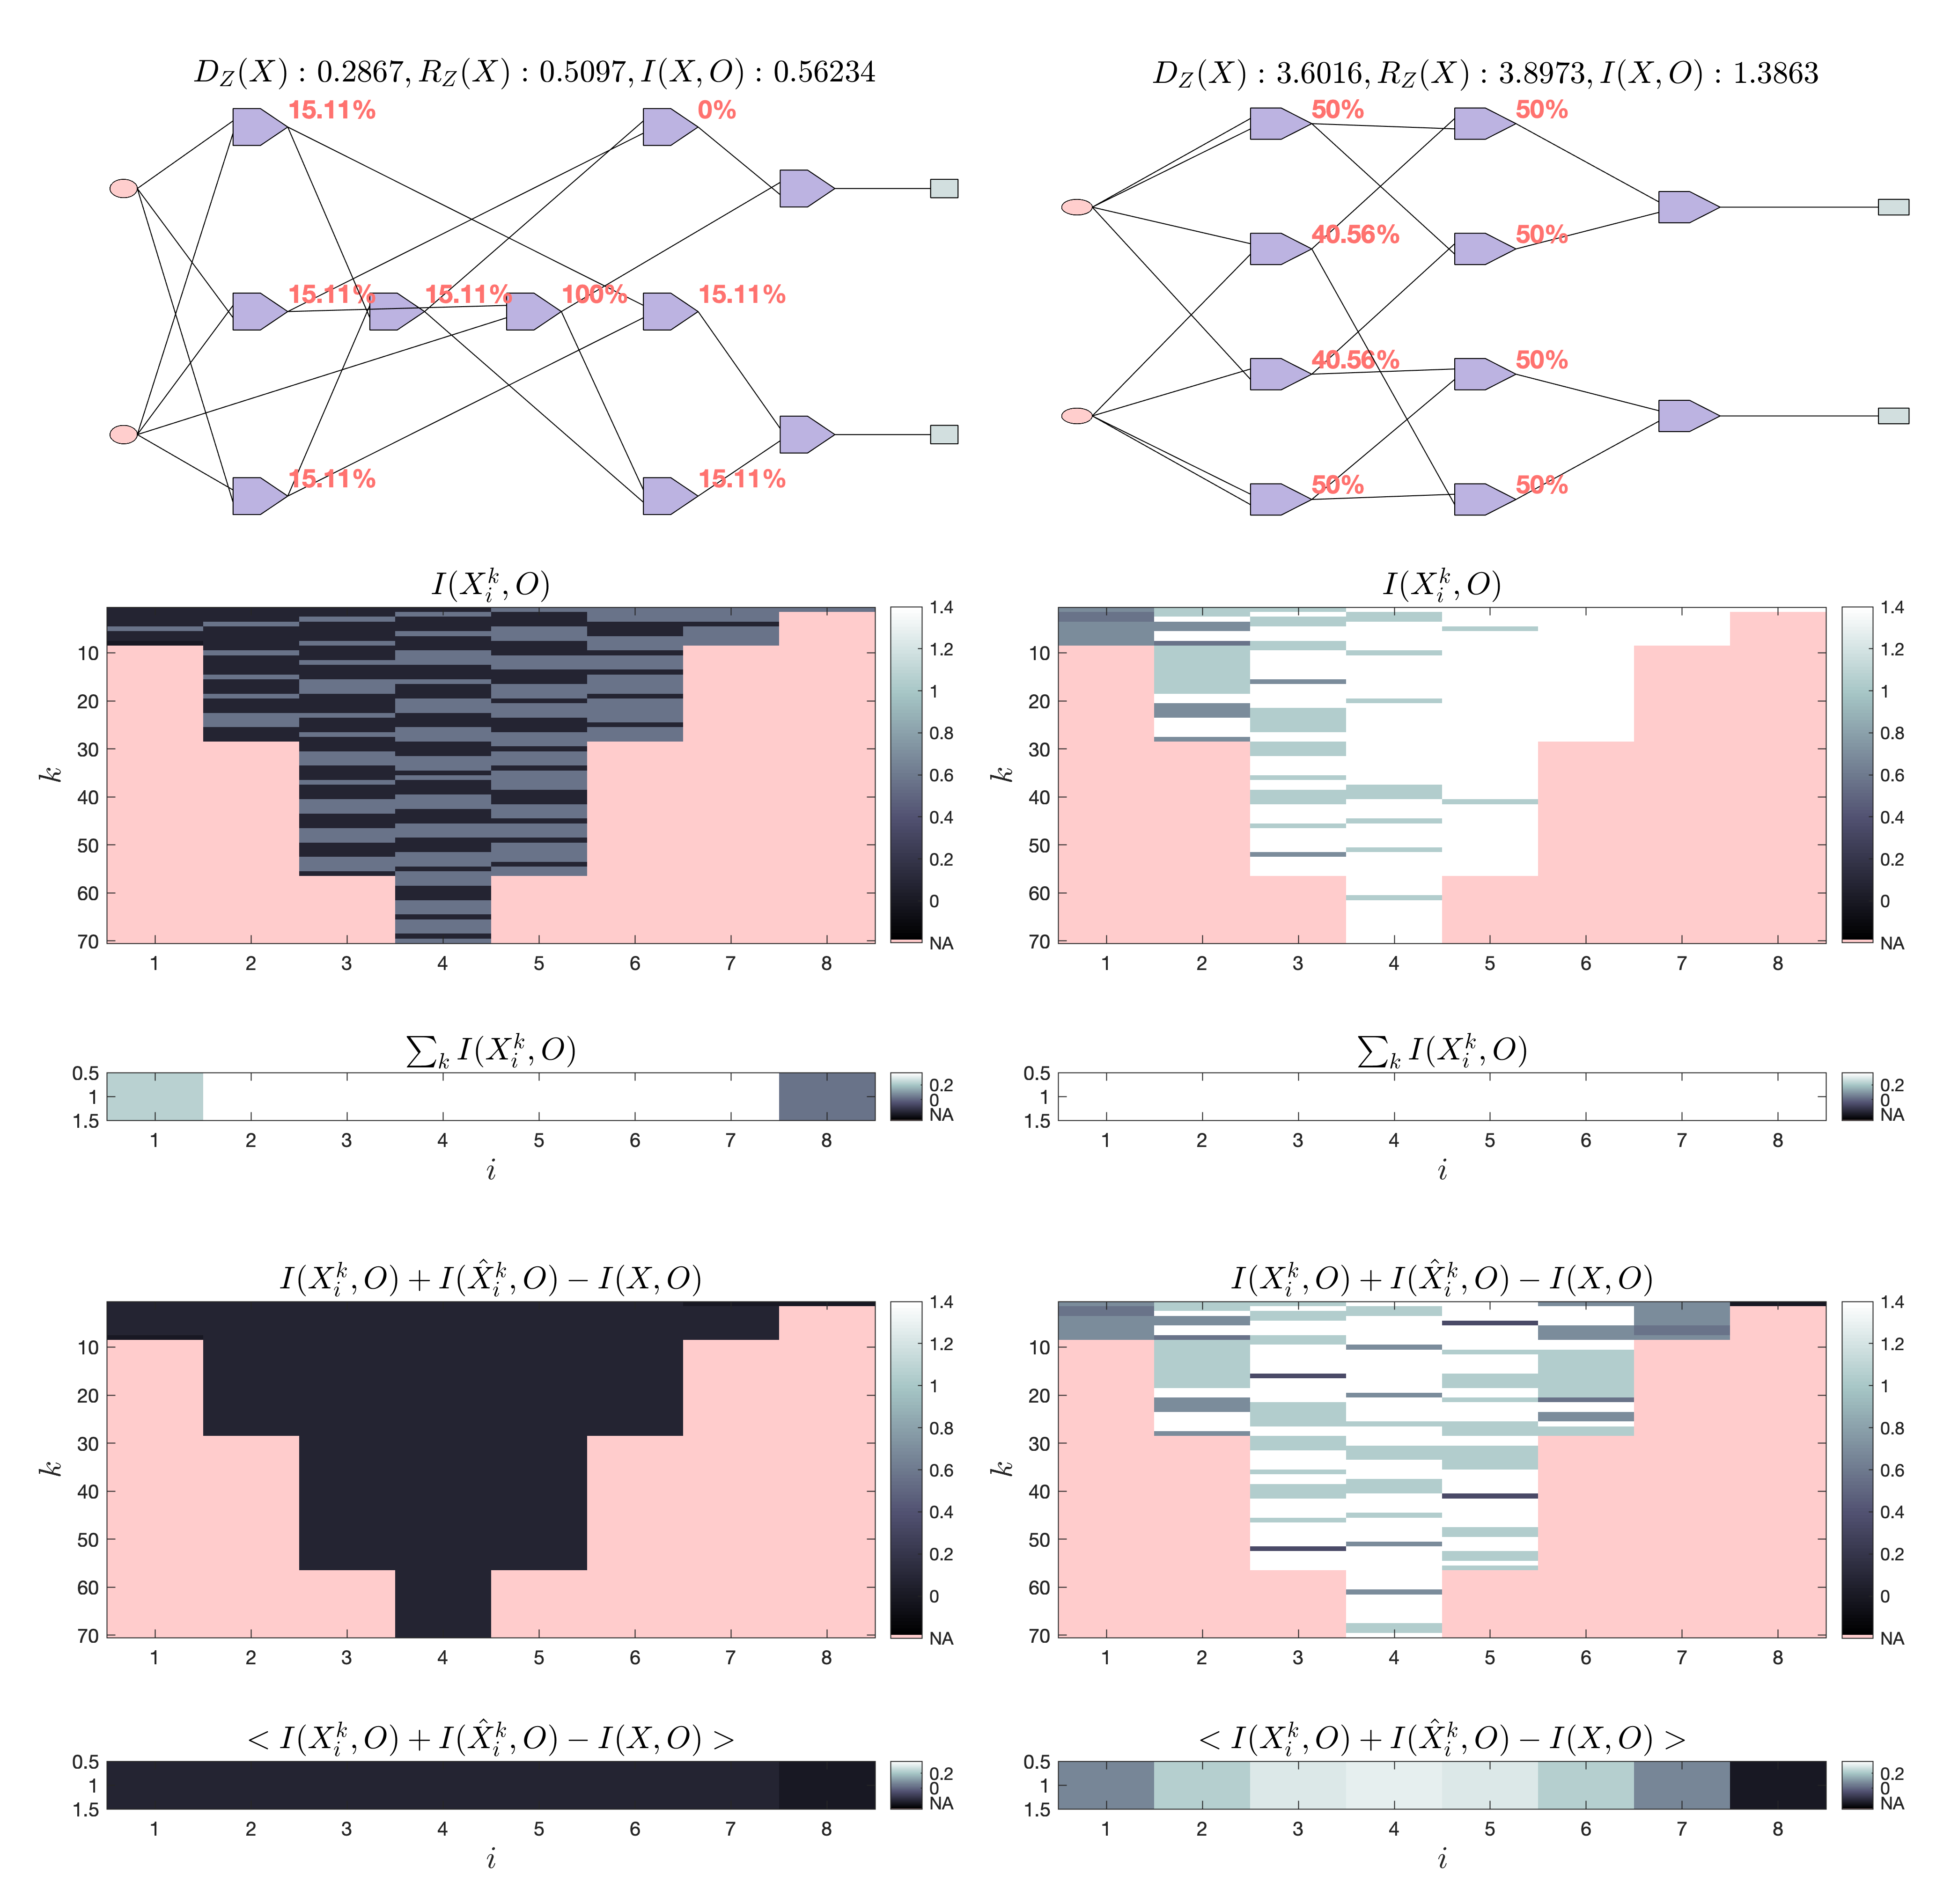 $D_Z(X) : 0.2867, R_Z(X) : 0.5097, I(X, O) : 0.56234$
15.11%
0%
15.11%
15.11%
100%
15.11%
15.11%
15.11%
$D_Z(X) : 3.6016, R_Z(X) : 3.8973, I(X, O) : 1.3863$
50%
50%
40.56%
50%
40.56%
50%
50%
50%
$I(X_i^k, O)$
k
10
20
30
40
50
60
70
1 2 3 4 5 6 7 8
1.4
1.2
1
0.8
0.6
0.4
0.2
0
NA
$I(X_i^k, O)$
k
10
20
30
40
50
60
70
1 2 3 4 5 6 7 8
1.4
1.2
1
0.8
0.6
0.4
0.2
0
NA
$\sum_k I(X_i^k, O)$
0.5
1
1.5
1 2 3 4 5 6 7 8
i
0.2
0
NA
$\sum_k I(X_i^k, O)$
0.5
1
1.5
1 2 3 4 5 6 7 8
i
0.2
0
NA
$I(X_i^k, O) + I(\hat{X}_i^k, O) - I(X, O)$
k
10
20
30
40
50
60
70
1 2 3 4 5 6 7 8
1.4
1.2
1
0.8
0.6
0.4
0.2
0
NA
$I(X_i^k, O) + I(\hat{X}_i^k, O) - I(X, O)$
k
10
20
30
40
50
60
70
1 2 3 4 5 6 7 8
1.4
1.2
1
0.8
0.6
0.4
0.2
0
NA
$< I(X_i^k, O) + I(\hat{X}_i^k, O) - I(X, O) >$
0.5
1
1.5
1 2 3 4 5 6 7 8
i
0.2
0
NA
$< I(X_i^k, O) + I(\hat{X}_i^k, O) - I(X, O) >$
0.5
1
1.5
1 2 3 4 5 6 7 8
i
0.2
0
NA